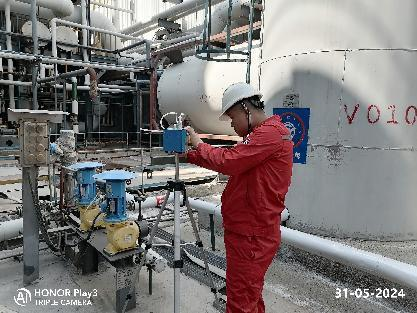 V010
HONOR Play3
TRIPLE CAMERA
31-05-2024